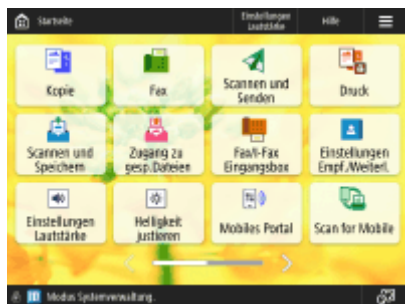 Startseite
Einstellungen
Lautstärke
Hilfe
Kopie
Fax
Scannen und
Senden
Druck
Scannen und
Speichern
Zugang zu
gesp.Dateien
Fax/I-Fax
Eingangsbox
Einstellungen
Empf./Weiterl.
Einstellungen
Lautstärke
Helligkeit
justieren
Mobiles Portal
Scan for Mobile
ID Modus Systemverwaltung.